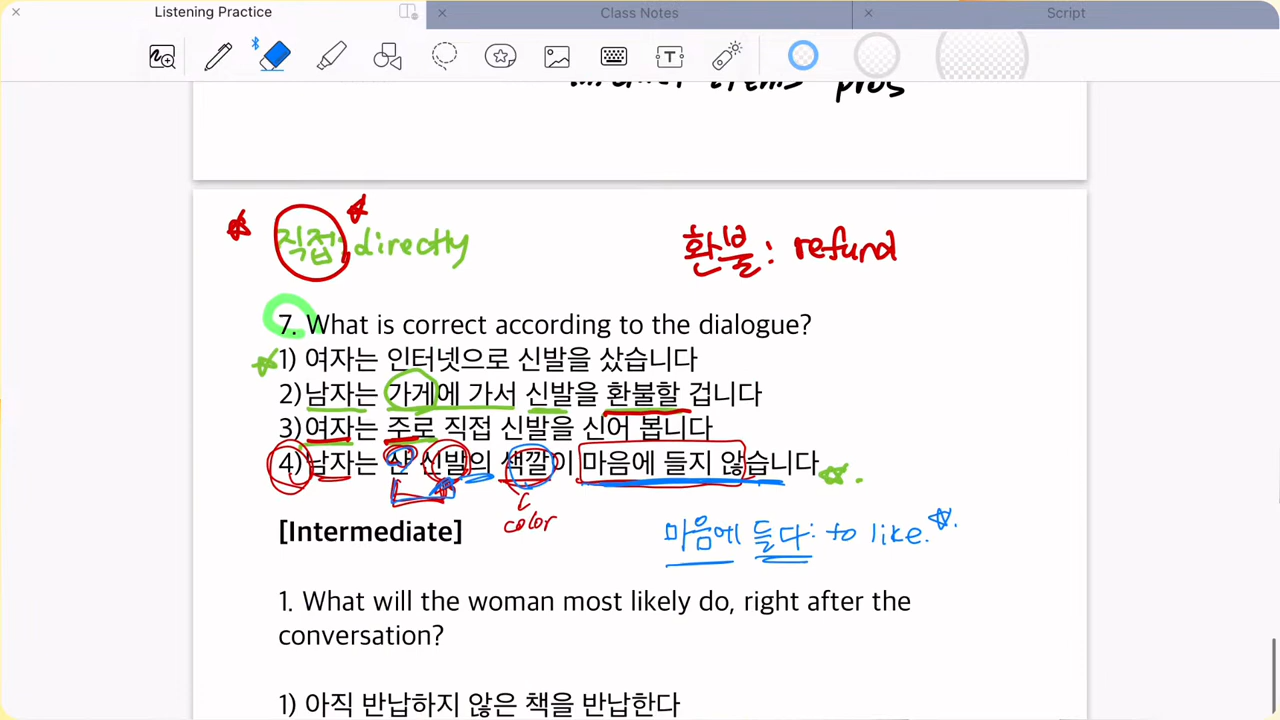 Listening Practice
Class Notes
Script
items pros
직접: directly
환불: refund
7. What is correct according to the dialogue?
1) 여자는 인터넷으로 신발을 샀습니다
2) 남자는 가게에 가서 신발을 환불할 겁니다
3) 여자는 주로 직접 신발을 신어 봅니다
4) 남자는 산 신발의 색깔이 마음에 들지 않습니다
color
[Intermediate]
마음에 들다: to like.
1. What will the woman most likely do, right after the
conversation?
1) 아직 반납하지 않은 책을 반납한다